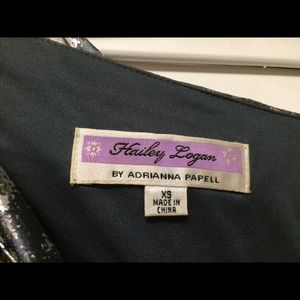 Hailey Logan
BY ADRIANNA PAPELL
XS
MADE IN
CHINA